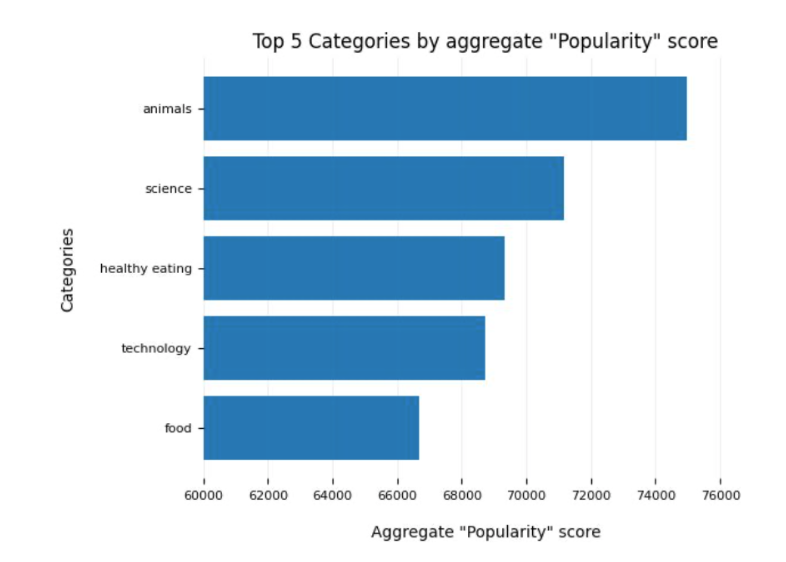 Top 5 Categories by aggregate "Popularity" score
Categories
animals
science
healthy eating
technology
food
60000 62000 64000 66000 68000 70000 72000 74000 76000
Aggregate "Popularity" score